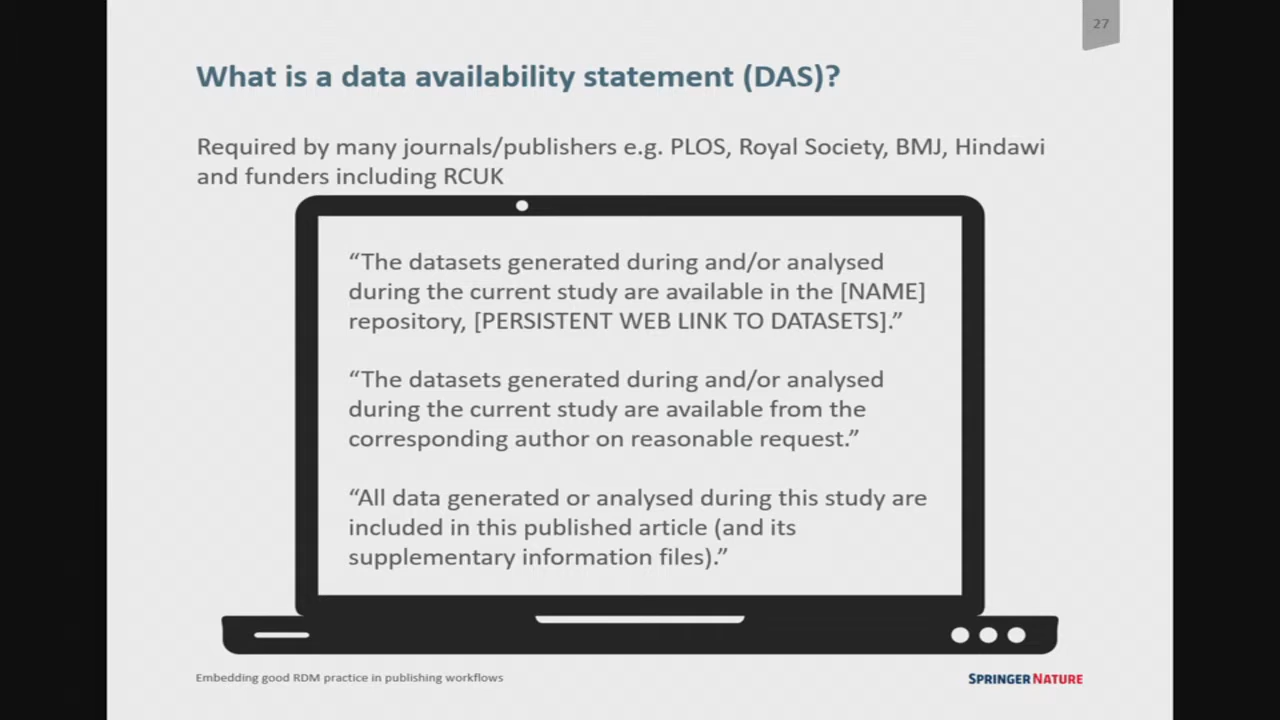 27
What is a data availability statement (DAS)?
Required by many journals/publishers e.g. PLOS, Royal Society, BMJ, Hindawi
and funders including RCUK
“The datasets generated during and/or analysed
during the current study are available in the [NAME]
repository, [PERSISTENT WEB LINK TO DATASETS].”
“The datasets generated during and/or analysed
during the current study are available from the
corresponding author on reasonable request.”
“All data generated or analysed during this study are
included in this published article (and its
supplementary information files).”
Embedding good RDM practice in publishing workflows
SPRINGER NATURE